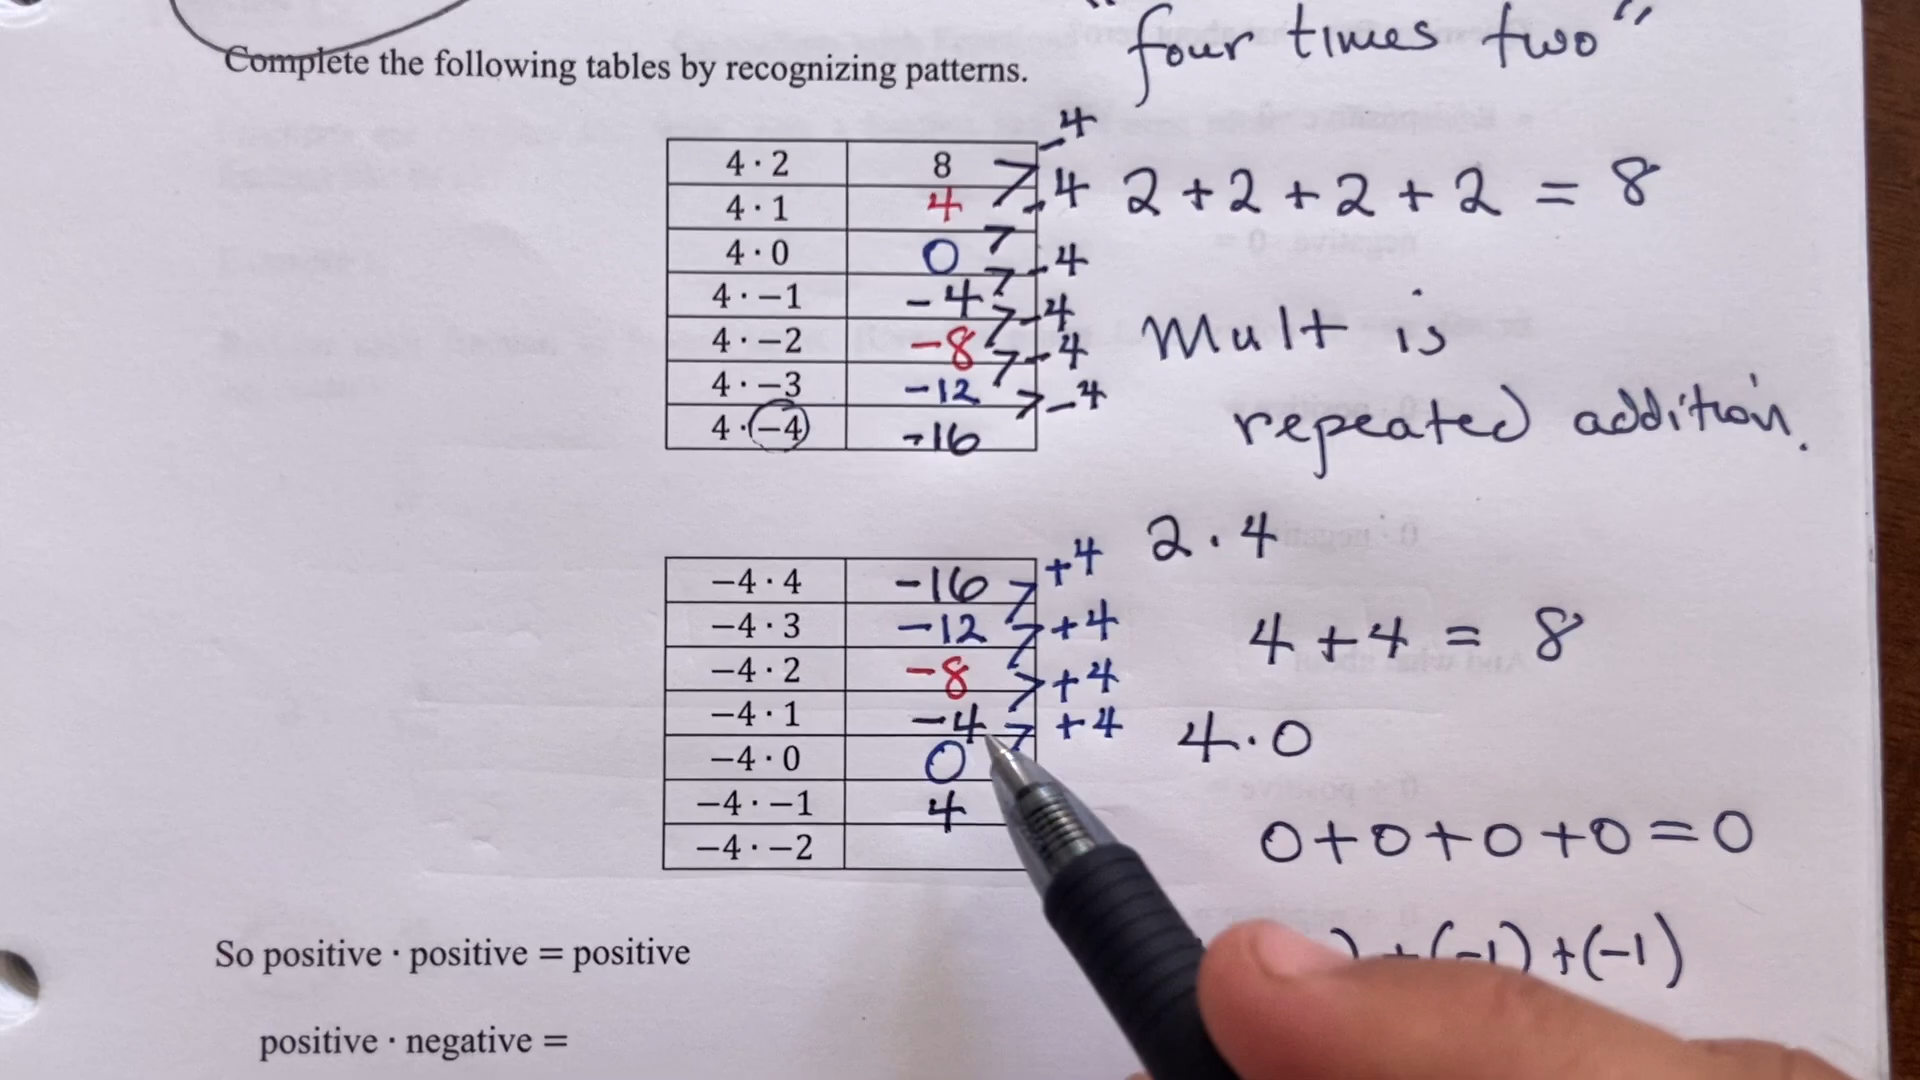 “four times two”
Complete the following tables by recognizing patterns.
-4
4 · 2 8
-4 2 + 2 + 2 + 2 = 8
4 · 1 4
4 · 0 0 -4
4 · −1 -4 -4
Mult is
4 · −2 -8 -4
4 · −3 -12 -4
4 · −4 -16
repeated addition.
2 · 4
−4 · 4 -16 +4
−4 · 3 -12 +4
4 + 4 = 8
−4 · 2 -8 +4
−4 · 1 -4 +4
4 · 0
−4 · 0 0
−4 · −1 4
0 + 0 + 0 + 0 = 0
−4 · −2
) + (-1) + (-1)
So positive · positive = positive
positive · negative =